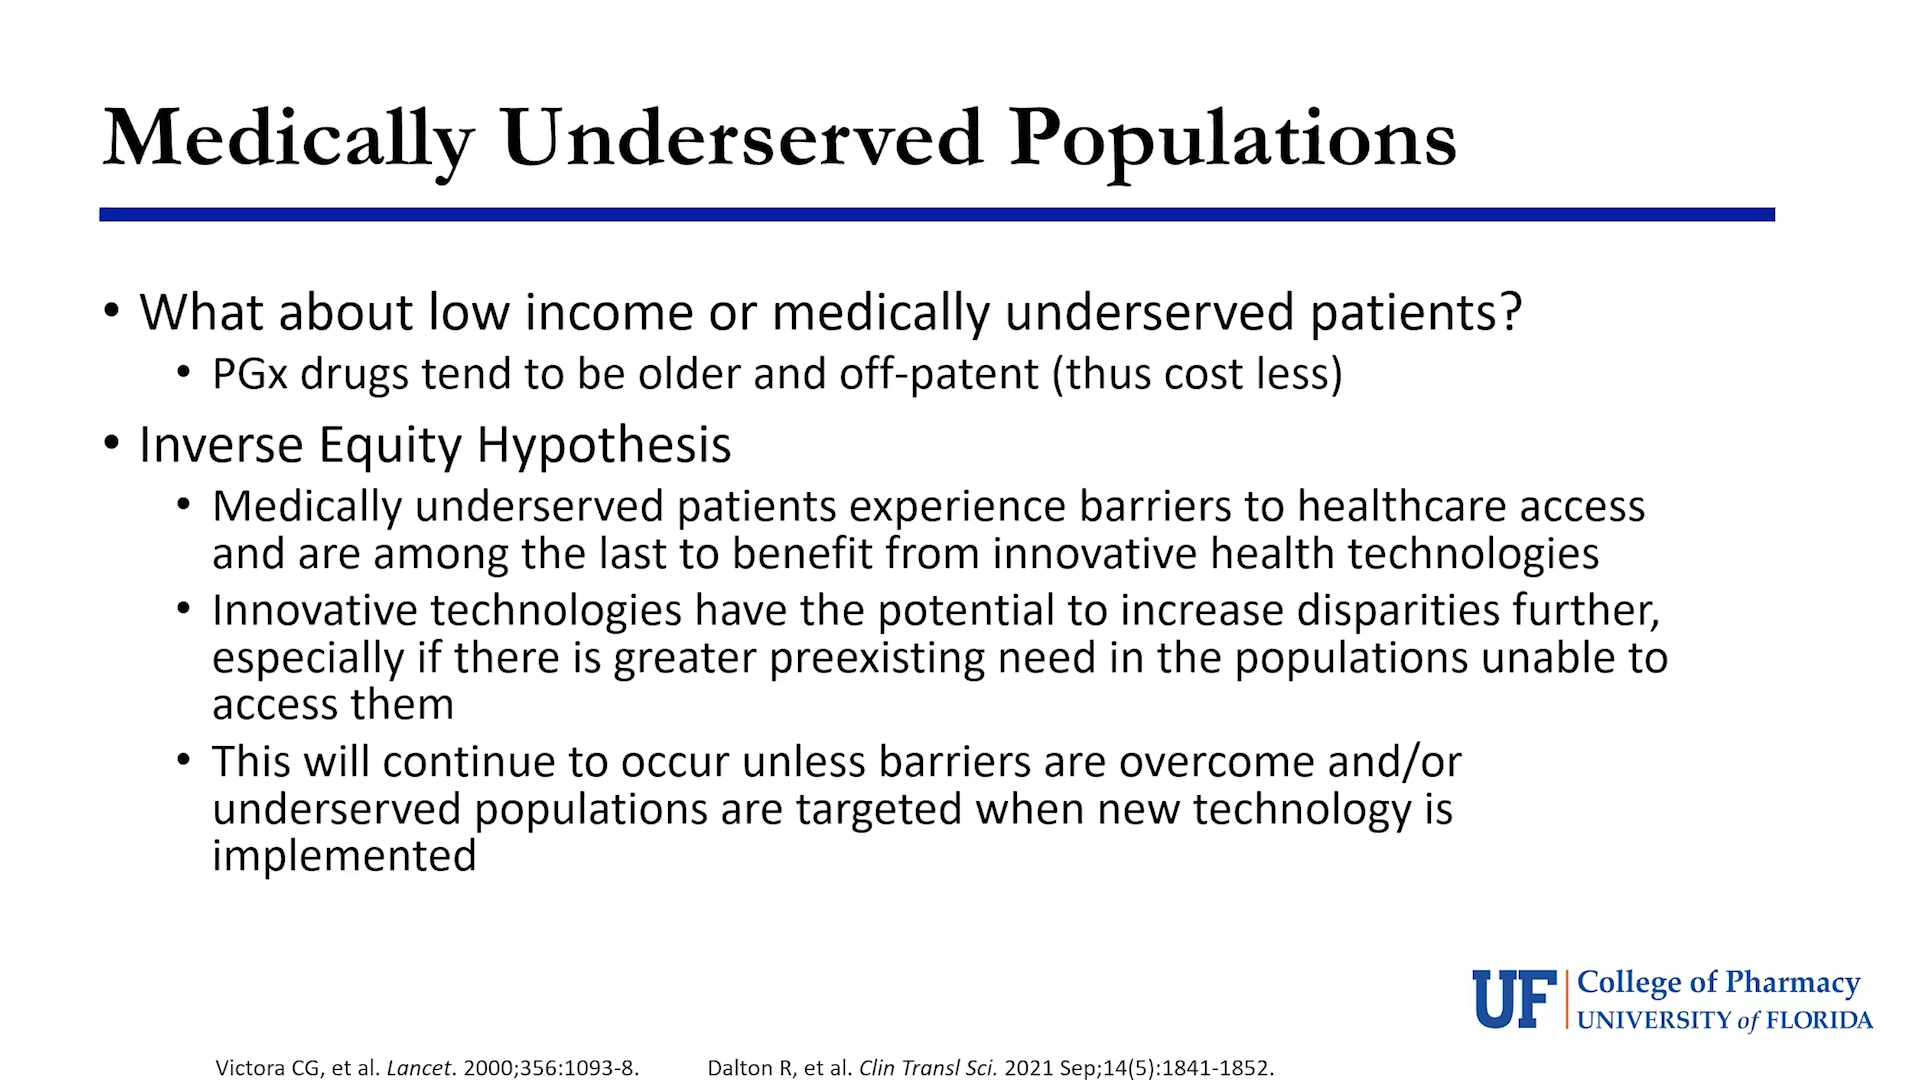 Medically Underserved Populations
• What about low income or medically underserved patients?
• PGx drugs tend to be older and off-patent (thus cost less)
• Inverse Equity Hypothesis
• Medically underserved patients experience barriers to healthcare access
and are among the last to benefit from innovative health technologies
• Innovative technologies have the potential to increase disparities further,
especially if there is greater preexisting need in the populations unable to
access them
• This will continue to occur unless barriers are overcome and/or
underserved populations are targeted when new technology is
implemented
UF College of Pharmacy
UNIVERSITY of FLORIDA
Victora CG, et al. Lancet. 2000;356:1093-8. Dalton R, et al. Clin Transl Sci. 2021 Sep;14(5):1841-1852.